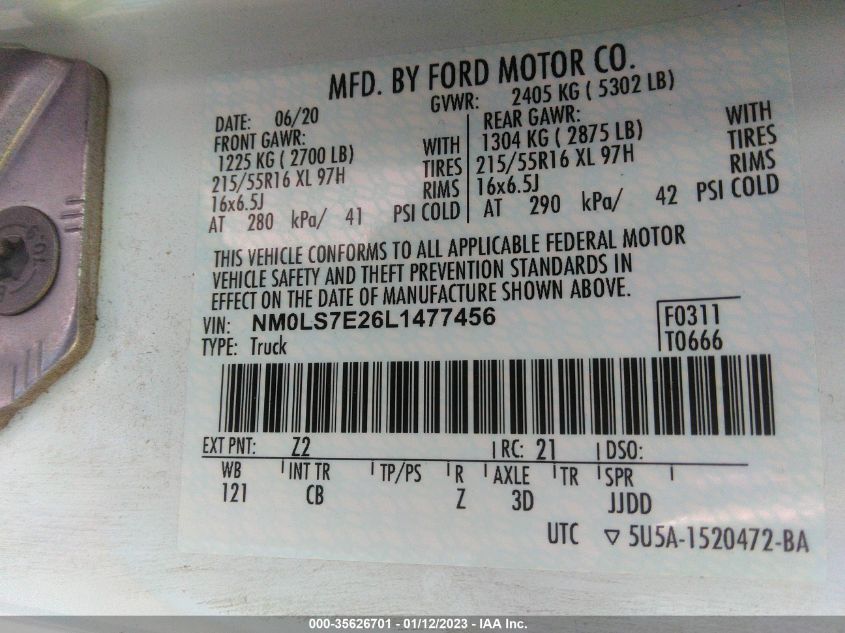 MFD. BY FORD MOTOR CO.
DATE: 06/20 GVWR: 2405 KG ( 5302 LB)
FRONT GAWR: WITH REAR GAWR: WITH
1225 KG ( 2700 LB) TIRES 1304 KG ( 2875 LB) TIRES
215/55R16 XL 97H RIMS 215/55R16 XL 97H RIMS
16x6.5J 16x6.5J
AT 280 kPa/ 41 PSI COLD AT 290 kPa/ 42 PSI COLD
THIS VEHICLE CONFORMS TO ALL APPLICABLE FEDERAL MOTOR
VEHICLE SAFETY AND THEFT PREVENTION STANDARDS IN
EFFECT ON THE DATE OF MANUFACTURE SHOWN ABOVE.
VIN: NM0LS7E26L1477456 F0311
TYPE: Truck T0666
EXT PNT: Z2 RC: 21 DSO:
WB INT TR TP/PS R AXLE TR SPR
121 CB Z 3D JJDD
UTC ▽ 5U5A-1520472-BA
000-35626701 - 01/12/2023 - IAA Inc.